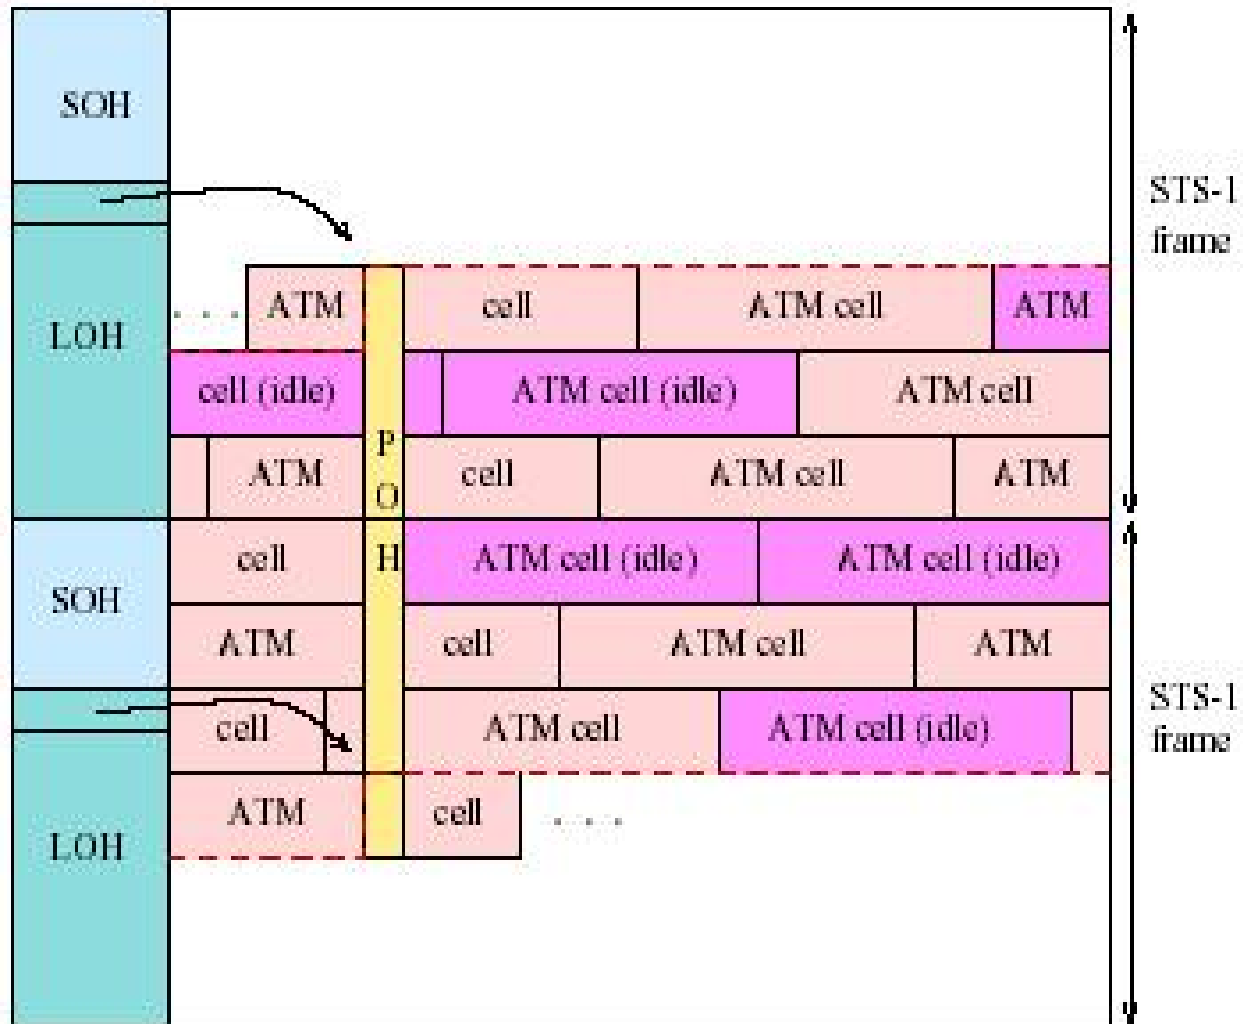 SOH
STS-1
frame
LOH
. . . ATM cell ATM cell ATM
cell (idle) ATM cell (idle) ATM cell
ATM cell ATM cell ATM
P
O
H
SOH
cell ATM cell (idle) ATM cell (idle)
ATM cell ATM cell ATM
STS-1
frame
cell ATM cell ATM cell (idle)
LOH
ATM cell . . .